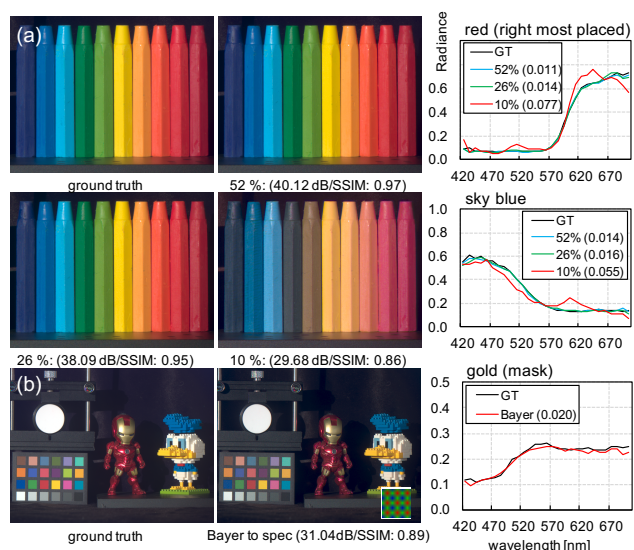 (a)
ground truth
52 %: (40.12 dB/SSIM: 0.97)
red (right most placed)
Radiance
GT
52% (0.011)
26% (0.014)
10% (0.077)
0.8
0.6
0.4
0.2
0.0
420 470 520 570 620 670
26 %: (38.09 dB/SSIM: 0.95)
10 %: (29.68 dB/SSIM: 0.86)
sky blue
1.0
0.8
0.6
0.4
0.2
0.0
GT
52% (0.014)
26% (0.016)
10% (0.055)
420 470 520 570 620 670
(b)
ground truth
Bayer to spec (31.04dB/SSIM: 0.89)
gold (mask)
0.5
0.4
0.3
0.2
0.1
0.0
GT
Bayer (0.020)
420 470 520 570 620 670
wavelength [nm]